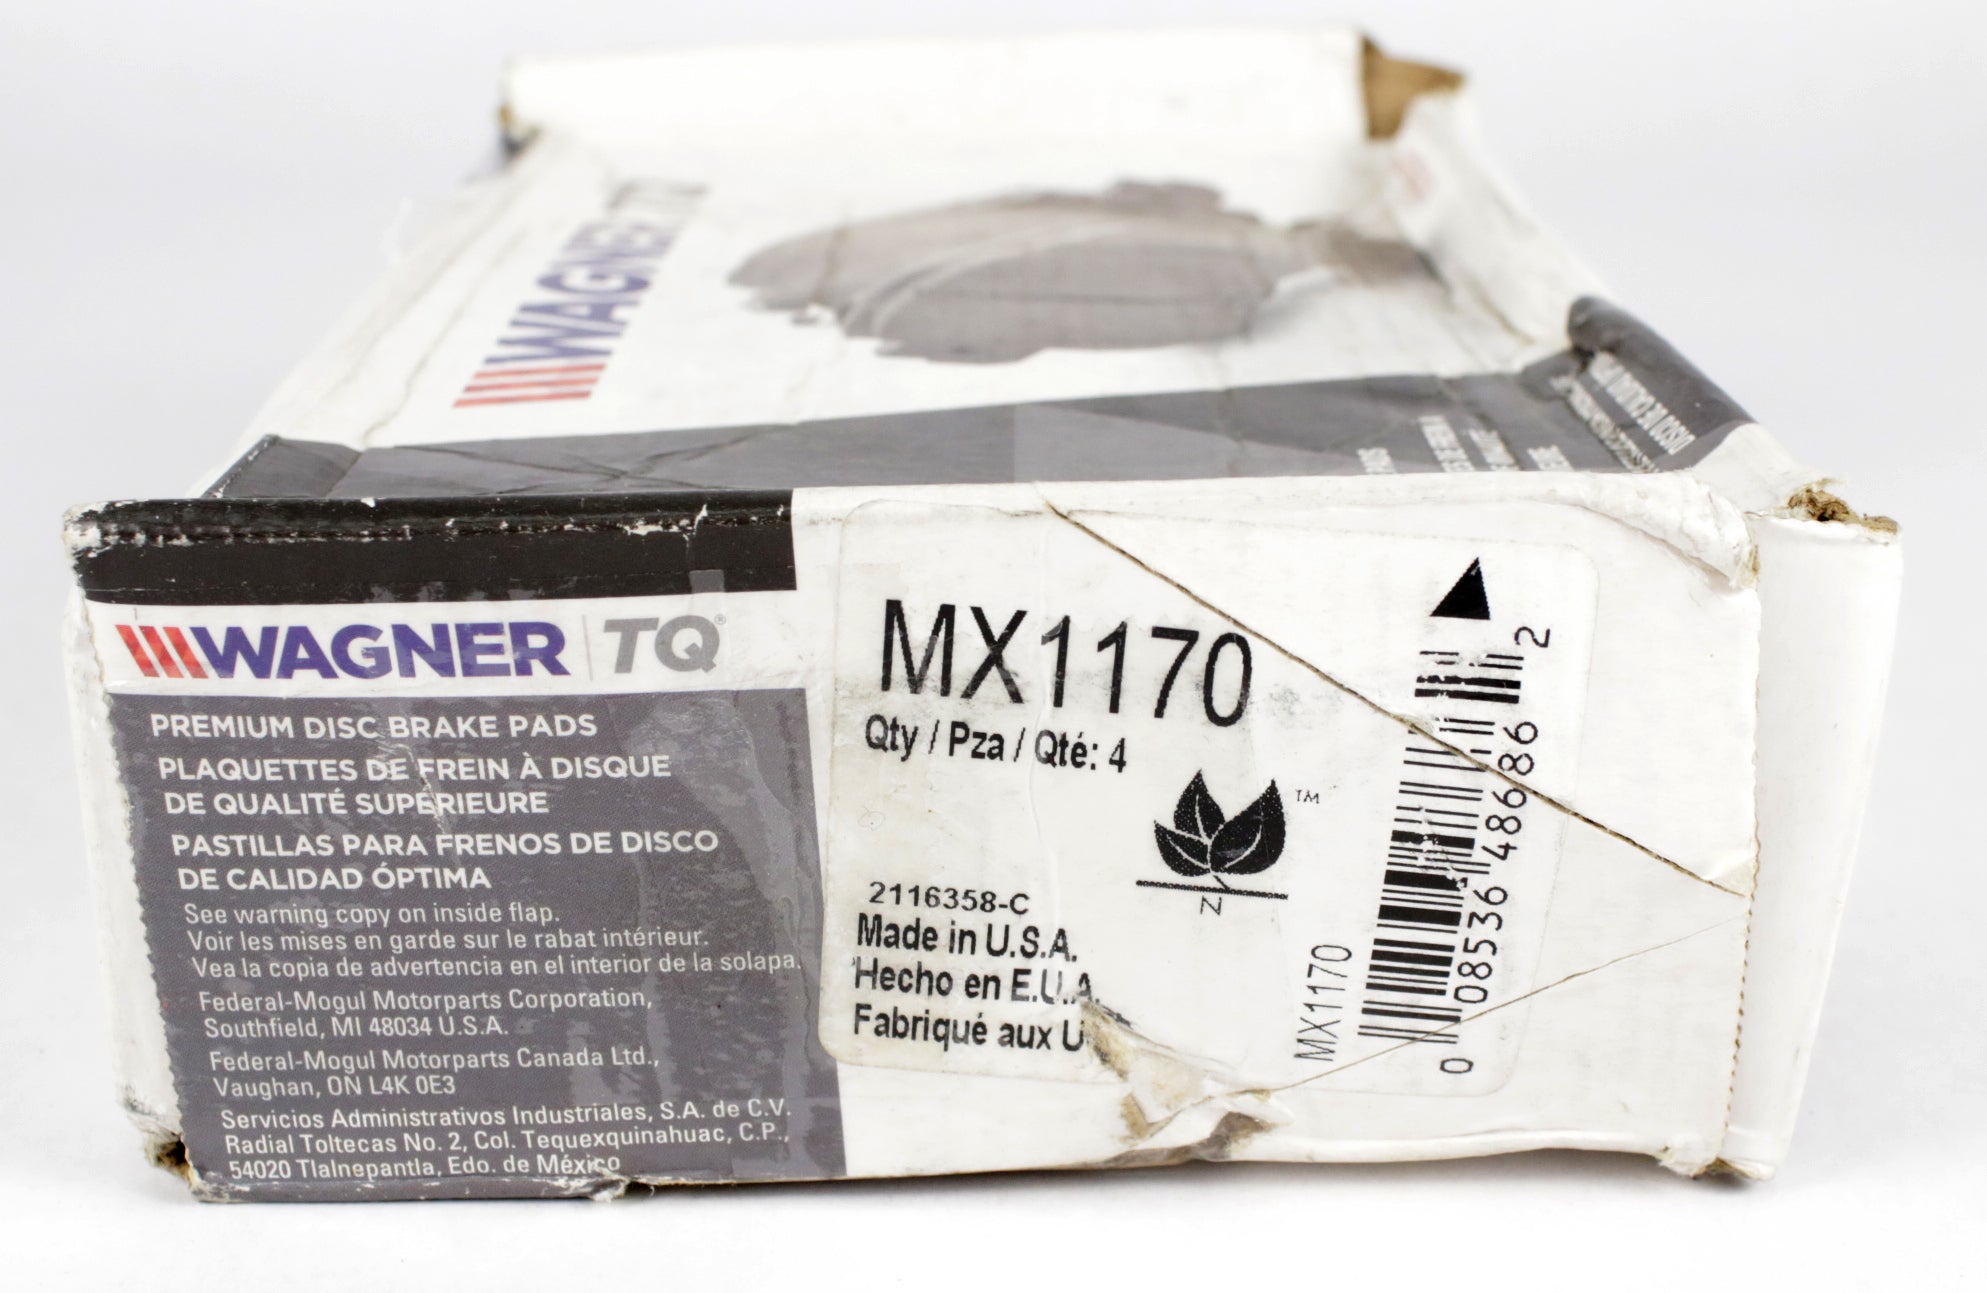 WAGNER
WAGNER TQ®
PREMIUM DISC BRAKE PADS
PLAQUETTES DE FREIN À DISQUE
DE QUALITÉ SUPÉRIEURE
PASTILLAS PARA FRENOS DE DISCO
DE CALIDAD ÓPTIMA
See warning copy on inside flap.
Voir les mises en garde sur le rabat intérieur.
Vea la copia de advertencia en el interior de la solapa.
Federal-Mogul Motorparts Corporation,
Southfield, MI 48034 U.S.A.
Federal-Mogul Motorparts Canada Ltd.,
Vaughan, ON L4K 0E3
Servicios Administrativos Industriales, S.A. de C.V.
Radial Toltecas No. 2, Col. Tequexquinahuac, C.P.,
54020 Tlalnepantla, Edo. de México
MX1170
Qty / Pza / Qté: 4
TM
N
2116358-C
Made in U.S.A.
Hecho en E.U.A.
Fabriqué aux U
MX1170
0 08536 48686 2